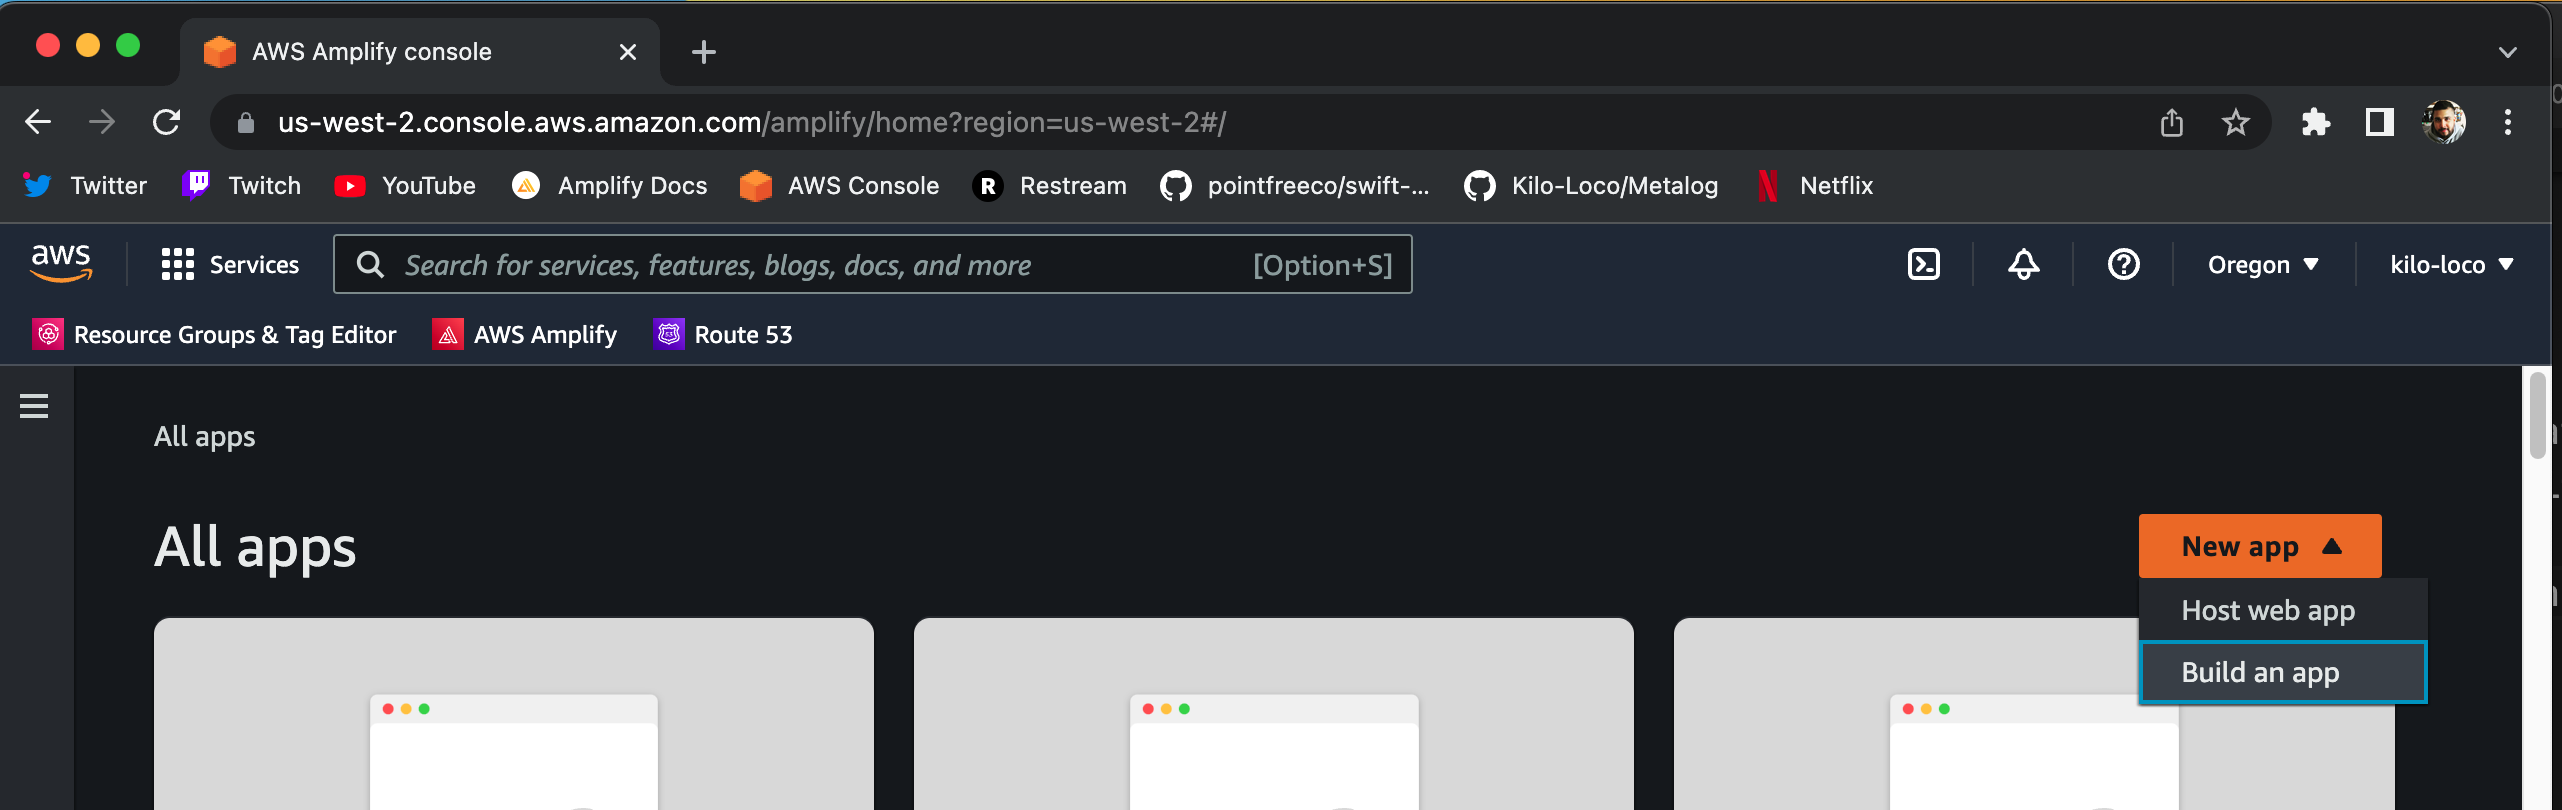 AWS Amplify console
us-west-2.console.aws.amazon.com/amplify/home?region=us-west-2#/
Twitter Twitch YouTube Amplify Docs AWS Console R Restream pointfreeco/swift-... Kilo-Loco/Metalog N Netflix
aws Services Search for services, features, blogs, docs, and more [Option+S] Oregon kilo-loco
Resource Groups & Tag Editor AWS Amplify 53 Route 53
All apps
All apps New app
Host web app
Build an app